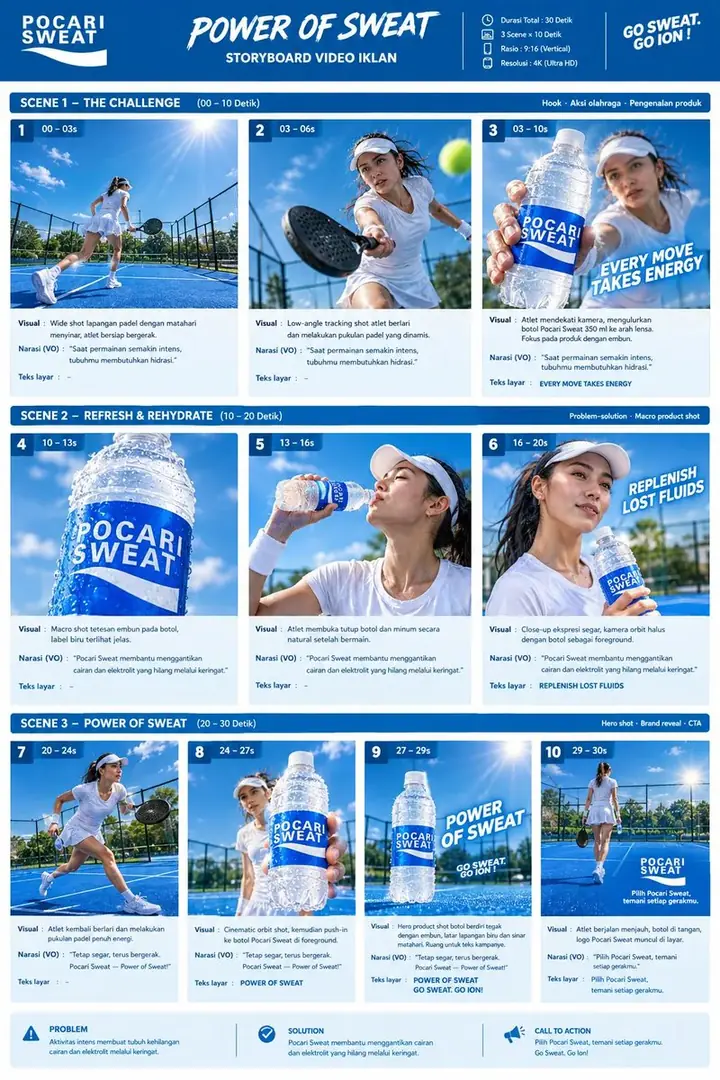 POCARI
SWEAT
POWER OF SWEAT
STORYBOARD VIDEO IKLAN
Durasi Total : 30 Detik
3 Scene × 10 Detik
Rasio : 9:16 (Vertical)
Resolusi : 4K (Ultra HD)
GO SWEAT.
GO ION !
SCENE 1 – THE CHALLENGE (00 – 10 Detik)
Hook · Aksi olahraga · Pengenalan produk
1 00 – 03s
2 03 – 06s
3 03 – 10s
POCARI
SWEAT
EVERY MOVE
TAKES ENERGY
Visual : Wide shot lapangan padel dengan matahari
menyinar, atlet bersiap bergerak.
Narasi (VO) : "Saat permainan semakin intens,
tubuhmu membutuhkan hidrasi."
Teks layar : –
Visual : Low-angle tracking shot atlet berlari
dan melakukan pukulan padel yang dinamis.
Narasi (VO) : "Saat permainan semakin intens,
tubuhmu membutuhkan hidrasi."
Teks layar : –
Visual : Atlet mendekati kamera, mengulurkan
botol Pocari Sweat 350 ml ke arah lensa.
Fokus pada produk dengan embun.
Narasi (VO) : "Saat permainan semakin intens,
tubuhmu membutuhkan hidrasi."
Teks layar : EVERY MOVE TAKES ENERGY
SCENE 2 – REFRESH & REHYDRATE (10 – 20 Detik)
Problem–solution · Macro product shot
4 10 – 13s
POCARI
SWEAT
5 13 – 16s
POCARI
SWEAT
6 16 – 20s
REPLENISH
LOST FLUIDS
POCARI
SWEAT
Visual : Macro shot tetesan embun pada botol,
label biru terlihat jelas.
Narasi (VO) : "Pocari Sweat membantu menggantikan
cairan dan elektrolit yang hilang melalui keringat."
Teks layar : –
Visual : Atlet membuka tutup botol dan minum secara
natural setelah bermain.
Narasi (VO) : "Pocari Sweat membantu menggantikan
cairan dan elektrolit yang hilang melalui keringat."
Teks layar : –
Visual : Close-up ekspresi segar, kamera orbit halus
dengan botol sebagai foreground.
Narasi (VO) : "Pocari Sweat membantu menggantikan
cairan dan elektrolit yang hilang melalui keringat."
Teks layar : REPLENISH LOST FLUIDS
SCENE 3 – POWER OF SWEAT (20 – 30 Detik)
Hero shot · Brand reveal · CTA
7 20 – 24s
8 24 – 27s
POCARI
SWEAT
9 27 – 29s
POCARI
SWEAT
POWER
OF SWEAT
GO SWEAT.
GO ION !
10 29 – 30s
POCARI
SWEAT
Pilih Pocari Sweat,
temani setiap gerakmu.
Visual : Atlet kembali berlari dan melakukan
pukulan padel penuh energi.
Narasi (VO) : "Tetap segar, terus bergerak.
Pocari Sweat — Power of Sweat!"
Teks layar : –
Visual : Cinematic orbit shot, kemudian push-in
ke botol Pocari Sweat di foreground.
Narasi (VO) : "Tetap segar, terus bergerak.
Pocari Sweat — Power of Sweat!"
Teks layar : POWER OF SWEAT
Visual : Hero product shot botol berdiri tegak
dengan embun, latar lapangan biru dan sinar
matahari. Ruang untuk teks kampanye.
Narasi (VO) : "Tetap segar, terus bergerak.
Pocari Sweat — Power of Sweat!"
Teks layar : POWER OF SWEAT
GO SWEAT. GO ION!
Visual : Atlet berjalan menjauh, botol di tangan,
logo Pocari Sweat muncul di layar.
Narasi (VO) : "Pilih Pocari Sweat, temani
setiap gerakmu."
Teks layar : Pilih Pocari Sweat,
temani setiap gerakmu.
PROBLEM
Aktivitas intens membuat tubuh kehilangan
cairan dan elektrolit melalui keringat.
SOLUTION
Pocari Sweat membantu menggantikan cairan
dan elektrolit yang hilang melalui keringat.
CALL TO ACTION
Pilih Pocari Sweat, temani setiap gerakmu.
Go Sweat. Go Ion!